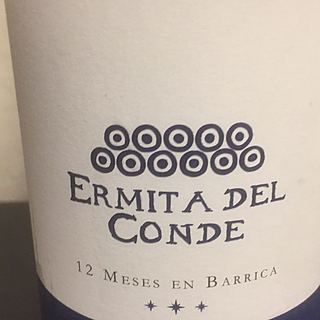 ERMITA DEL
CONDE
12 MESES EN BARRICA